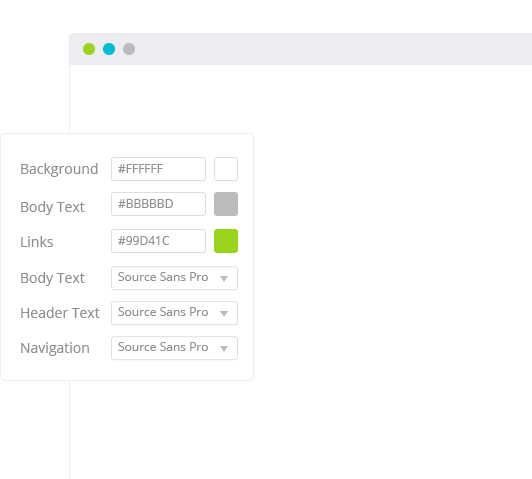 Background #FFFFFF
Body Text #BBBBBD
Links #99D41C
Body Text Source Sans Pro
Header Text Source Sans Pro
Navigation Source Sans Pro